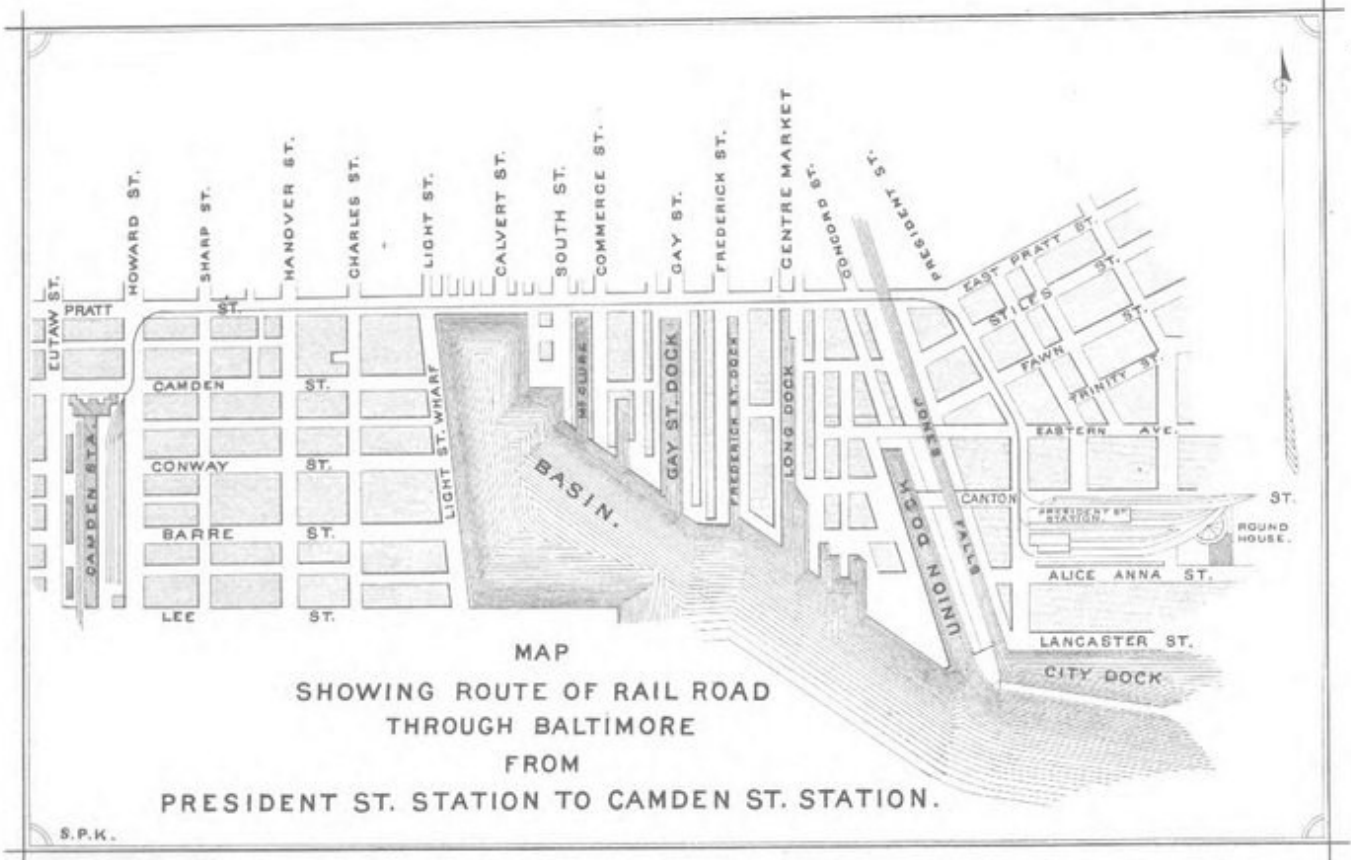 EUTAW ST.
HOWARD ST.
SHARP ST.
HANOVER ST.
CHARLES ST.
LIGHT ST.
CALVERT ST.
SOUTH ST.
COMMERCE ST.
GAY ST.
FREDERICK ST.
CENTRE MARKET
CONCORD ST.
PRESIDENT ST.
EAST PRATT ST.
STILES ST.
FAWN ST.
TRINITY ST.
PRATT ST.
CAMDEN ST.
CONWAY ST.
BARRE ST.
LEE ST.
CAMDEN STA.
LIGHT ST. WHARF
BASIN.
Mc CLURE
GAY ST. DOCK
FREDERICK ST. DOCK
LONG DOCK
UNION DOCK
JONES FALLS
EASTERN AVE.
CANTON ST.
PRESIDENT ST.
STATION.
ROUND
HOUSE.
ALICE ANNA ST.
LANCASTER ST.
CITY DOCK
MAP
SHOWING ROUTE OF RAIL ROAD
THROUGH BALTIMORE
FROM
PRESIDENT ST. STATION TO CAMDEN ST. STATION.
S.P.K.